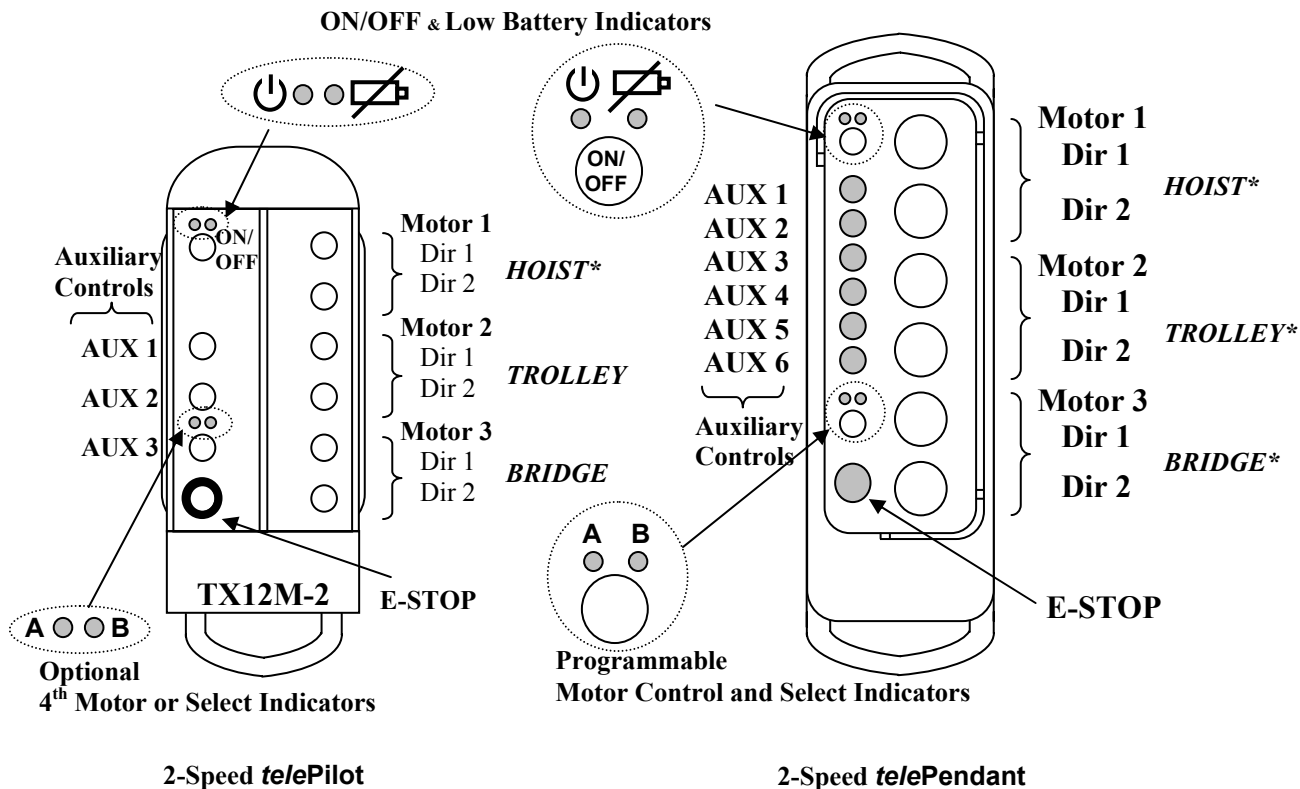 ON/OFF & Low Battery Indicators
ON/
OFF
Auxiliary
Controls
AUX 1
AUX 2
AUX 3
Motor 1
Dir 1
Dir 2
HOIST*
Motor 2
Dir 1
Dir 2
TROLLEY
Motor 3
Dir 1
Dir 2
BRIDGE
TX12M-2
E-STOP
A B
Optional
4th Motor or Select Indicators
2-Speed telePilot
ON/
OFF
AUX 1
AUX 2
AUX 3
AUX 4
AUX 5
AUX 6
Auxiliary
Controls
Motor 1
Dir 1
Dir 2
HOIST*
Motor 2
Dir 1
Dir 2
TROLLEY*
Motor 3
Dir 1
Dir 2
BRIDGE*
A B
E-STOP
Programmable
Motor Control and Select Indicators
2-Speed telePendant